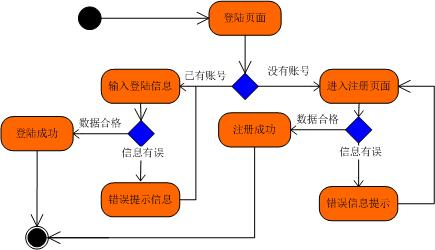 登陆页面
已有账号
没有账号
输入登陆信息
进入注册页面
数据合格
登陆成功
注册成功
数据合格
信息有误
信息有误
错误提示信息
错误信息提示